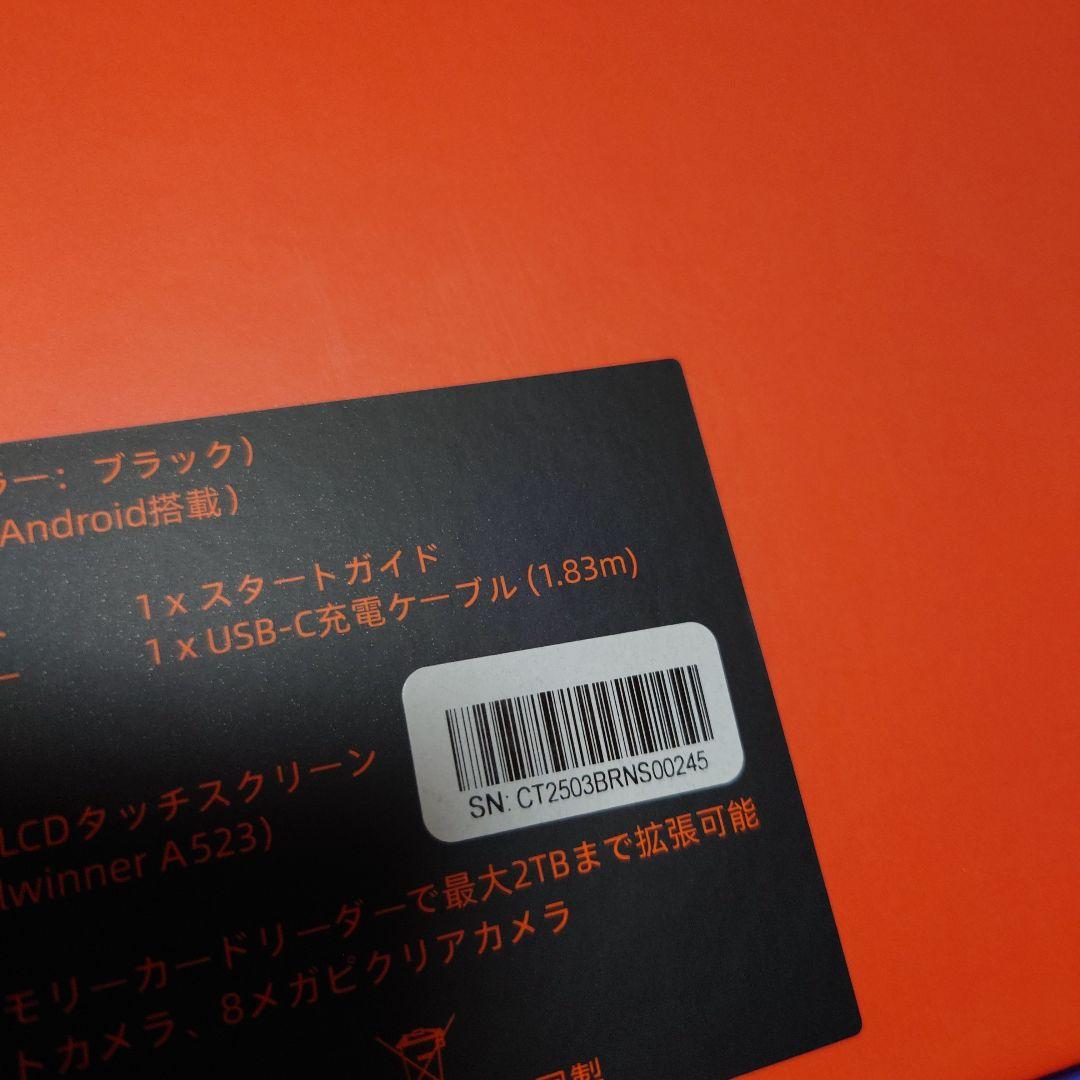 ラー：ブラック）
Android搭載）
1 x スタートガイド
1 x USB-C充電ケーブル (1.83m)
SN: CT2503BRNS00245
LCDタッチスクリーン
lwinner A523)
モリーカードリーダーで最大2TBまで拡張可能
トカメラ、8メガピクリアカメラ